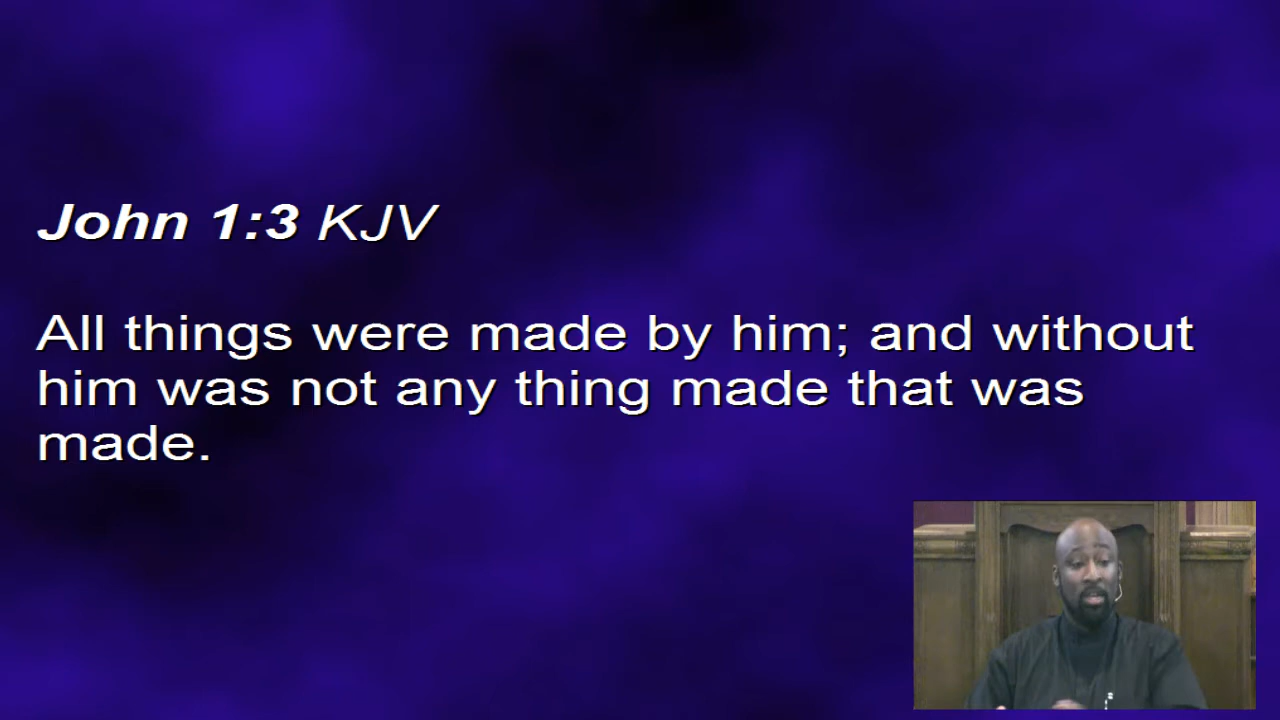 John 1:3 KJV
All things were made by him; and without
him was not any thing made that was
made.